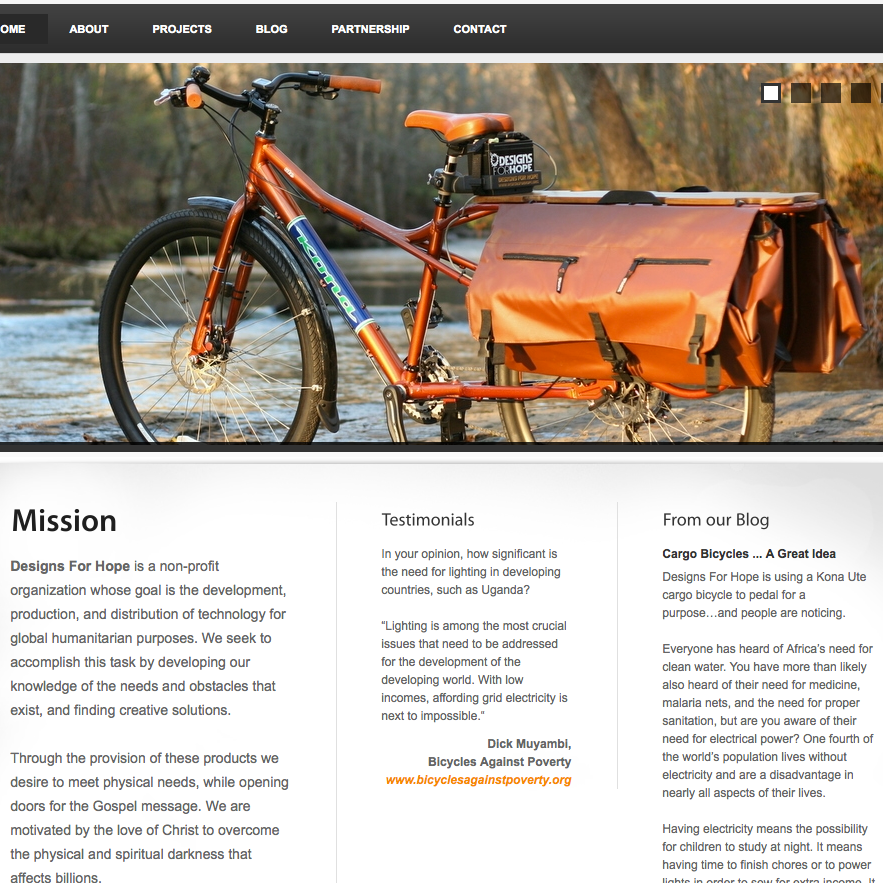 OME ABOUT PROJECTS BLOG PARTNERSHIP CONTACT
DESIGNS
FORHOPE
DESIGNS FOR HOPE
Kona
Mission
Designs For Hope is a non-profit
organization whose goal is the development,
production, and distribution of technology for
global humanitarian purposes. We seek to
accomplish this task by developing our
knowledge of the needs and obstacles that
exist, and finding creative solutions.
Through the provision of these products we
desire to meet physical needs, while opening
doors for the Gospel message. We are
motivated by the love of Christ to overcome
the physical and spiritual darkness that
affects billions.
Testimonials
In your opinion, how significant is
the need for lighting in developing
countries, such as Uganda?
“Lighting is among the most crucial
issues that need to be addressed
for the development of the
developing world. With low
incomes, affording grid electricity is
next to impossible.”
Dick Muyambi,
Bicycles Against Poverty
www.bicyclesagainstpoverty.org
From our Blog
Cargo Bicycles ... A Great Idea
Designs For Hope is using a Kona Ute
cargo bicycle to pedal for a
purpose…and people are noticing.
Everyone has heard of Africa’s need for
clean water. You have more than likely
also heard of their need for medicine,
malaria nets, and the need for proper
sanitation, but are you aware of their
need for electrical power? One fourth of
the world’s population lives without
electricity and are a disadvantage in
nearly all aspects of their lives.
Having electricity means the possibility
for children to study at night. It means
having time to finish chores or to power
lights in order to sew for extra income. It